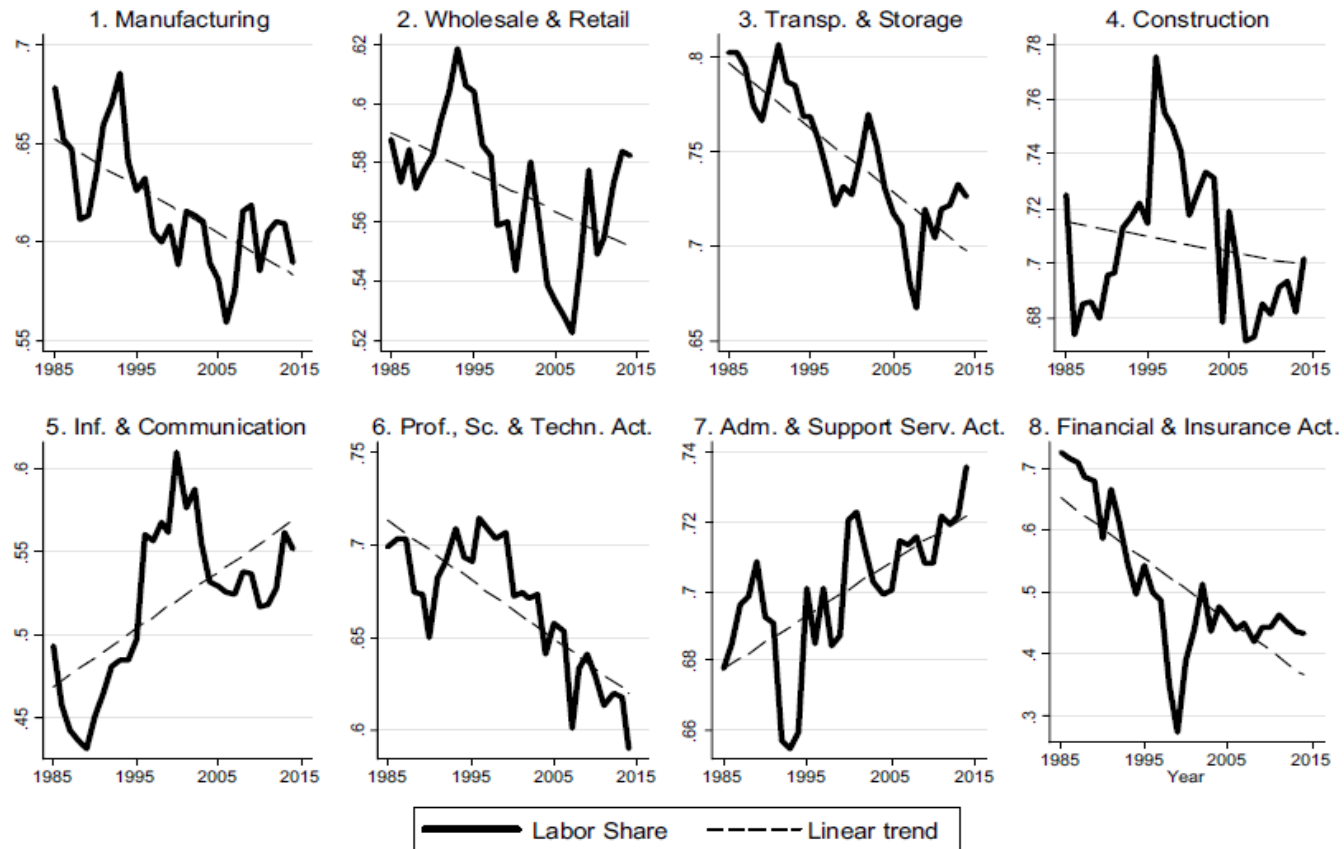 1. Manufacturing
.7
.65
.6
.55
1985 1995 2005 2015
2. Wholesale & Retail
.62
.6
.58
.56
.54
.52
1985 1995 2005 2015
3. Transp. & Storage
.8
.75
.7
.65
1985 1995 2005 2015
4. Construction
.78
.76
.74
.72
.7
.68
1985 1995 2005 2015
5. Inf. & Communication
.6
.55
.5
.45
1985 1995 2005 2015
6. Prof., Sc. & Techn. Act.
.75
.7
.65
.6
1985 1995 2005 2015
7. Adm. & Support Serv. Act.
.74
.72
.7
.68
.66
1985 1995 2005 2015
8. Financial & Insurance Act.
.7
.6
.5
.4
.3
1985 1995 2005 2015
Year
Labor Share
Linear trend